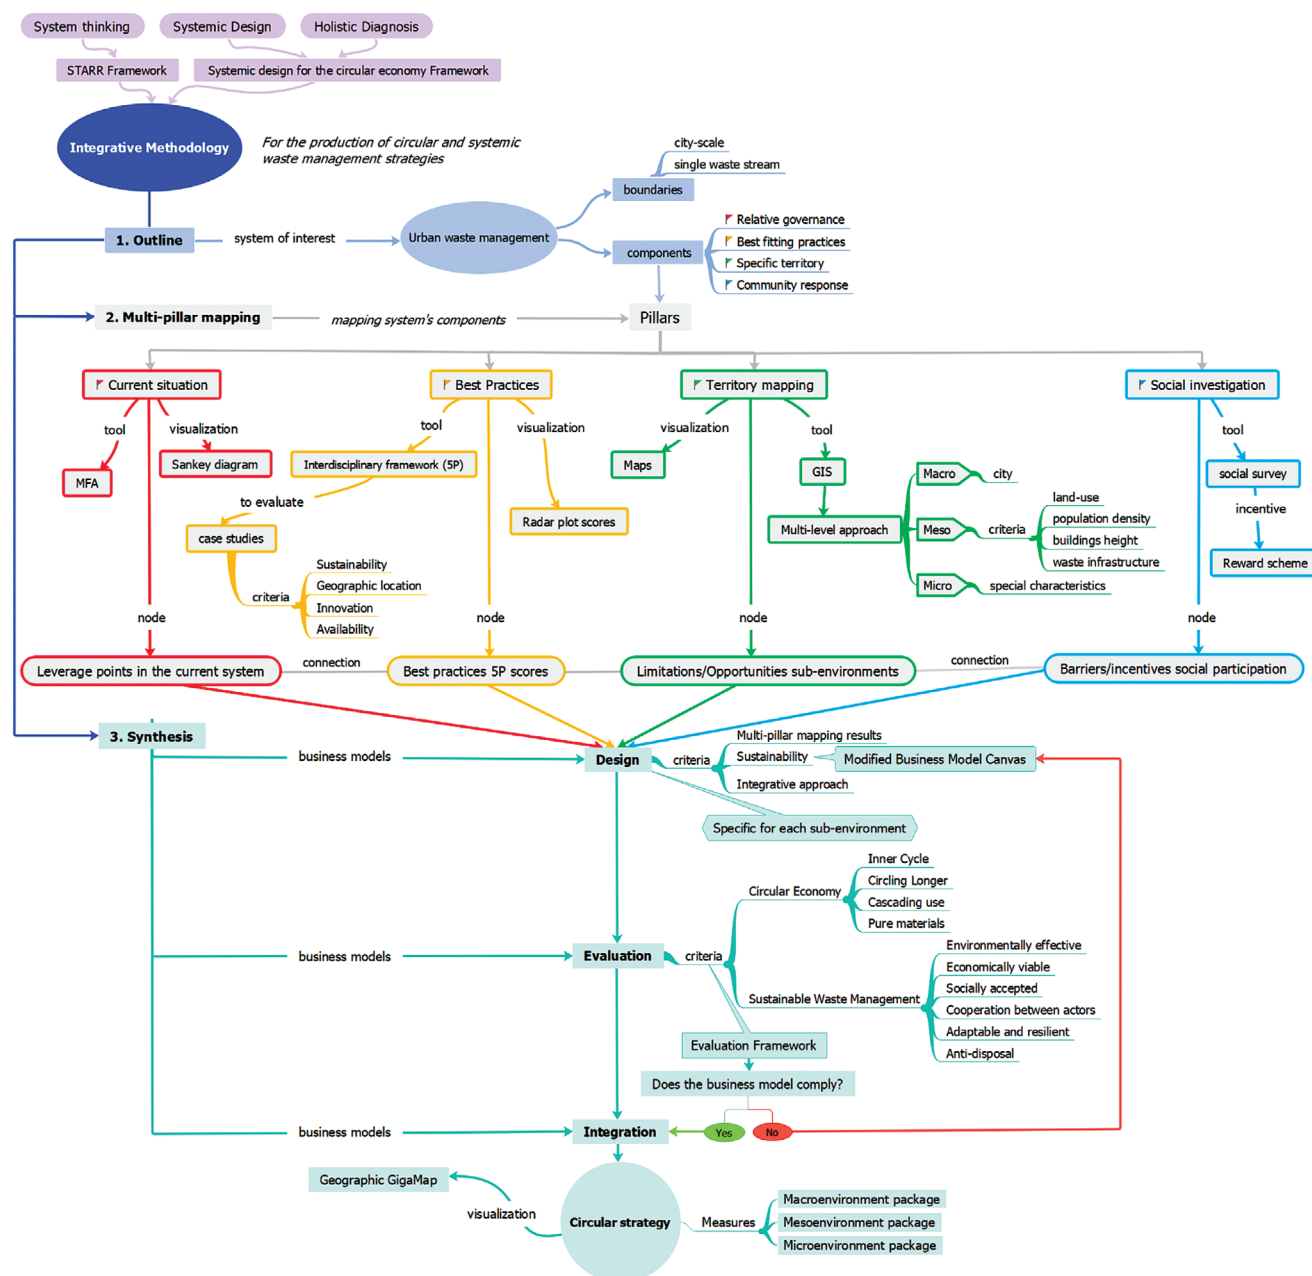 System thinking
Systemic Design
Holistic Diagnosis
STARR Framework
Systemic design for the circular economy Framework
Integrative Methodology
For the production of circular and systemic
waste management strategies
city-scale
single waste stream
boundaries
1. Outline
system of interest
Urban waste management
components
Relative governance
Best fitting practices
Specific territory
Community response
2. Multi-pillar mapping
mapping system's components
Pillars
Current situation
Best Practices
Territory mapping
Social investigation
tool
visualization
MFA
Sankey diagram
tool
visualization
Interdisciplinary framework (5P)
to evaluate
case studies
Radar plot scores
criteria
Sustainability
Geographic location
Innovation
Availability
visualization
tool
Maps
GIS
Multi-level approach
Macro
city
Meso
criteria
land-use
population density
buildings height
waste infrastructure
Micro
special characteristics
tool
social survey
incentive
Reward scheme
node
node
node
node
Leverage points in the current system
connection
Best practices 5P scores
Limitations/Opportunities sub-environments
connection
Barriers/incentives social participation
3. Synthesis
business models
Design
criteria
Multi-pillar mapping results
Sustainability
Modified Business Model Canvas
Integrative approach
Specific for each sub-environment
business models
Evaluation
criteria
Circular Economy
Inner Cycle
Circling Longer
Cascading use
Pure materials
Sustainable Waste Management
Environmentally effective
Economically viable
Socially accepted
Cooperation between actors
Adaptable and resilient
Anti-disposal
Evaluation Framework
Does the business model comply?
business models
Integration
Yes
No
Geographic GigaMap
visualization
Circular strategy
Measures
Macroenvironment package
Mesoenvironment package
Microenvironment package